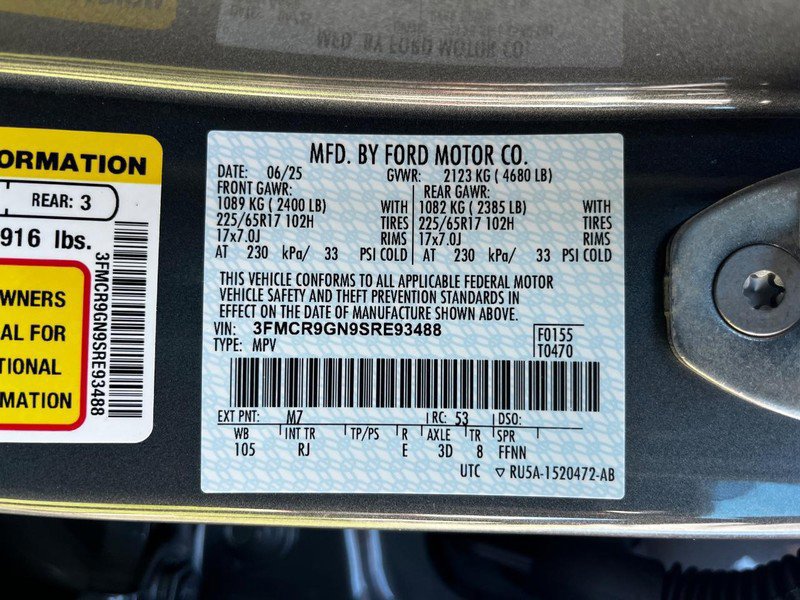 MFD. BY FORD MOTOR CO.
ORMATION
REAR: 3
916 lbs.
WNERS
AL FOR
TIONAL
MATION
3FMCR9GN9SRE93488
MFD. BY FORD MOTOR CO.
DATE: 06/25 GVWR: 2123 KG ( 4680 LB)
FRONT GAWR: REAR GAWR:
1089 KG ( 2400 LB) WITH 1082 KG ( 2385 LB) WITH
225/65R17 102H TIRES 225/65R17 102H TIRES
17x7.0J RIMS 17x7.0J RIMS
AT 230 kPa/ 33 PSI COLD AT 230 kPa/ 33 PSI COLD
THIS VEHICLE CONFORMS TO ALL APPLICABLE FEDERAL MOTOR
VEHICLE SAFETY AND THEFT PREVENTION STANDARDS IN
EFFECT ON THE DATE OF MANUFACTURE SHOWN ABOVE.
VIN: 3FMCR9GN9SRE93488
TYPE: MPV
F0155
T0470
EXT PNT: M7 RC: 53 DSO:
WB INT TR TP/PS R AXLE TR SPR
105 RJ E 3D 8 FFNN
UTC ▽ RU5A-1520472-AB